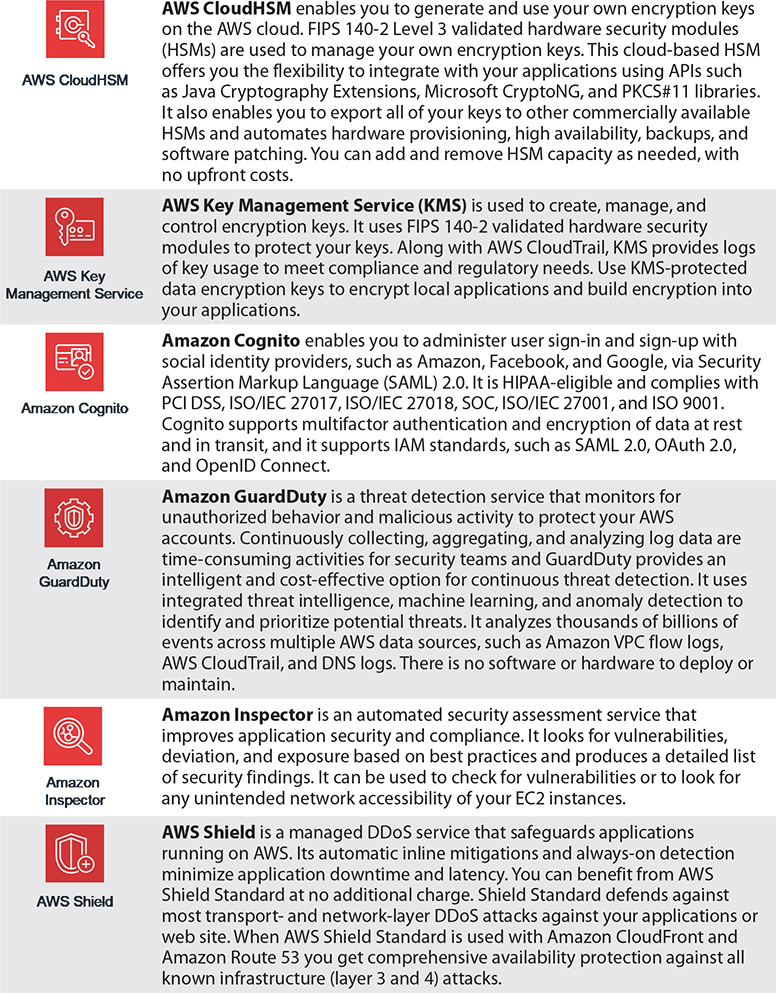 AWS CloudHSM
AWS CloudHSM enables you to generate and use your own encryption keys
on the AWS cloud. FIPS 140-2 Level 3 validated hardware security modules
(HSMs) are used to manage your own encryption keys. This cloud-based HSM
offers you the flexibility to integrate with your applications using APIs such
as Java Cryptography Extensions, Microsoft CryptoNG, and PKCS#11 libraries.
It also enables you to export all of your keys to other commercially available
HSMs and automates hardware provisioning, high availability, backups, and
software patching. You can add and remove HSM capacity as needed, with
no upfront costs.
AWS Key
Management Service
AWS Key Management Service (KMS) is used to create, manage, and
control encryption keys. It uses FIPS 140-2 validated hardware security
modules to protect your keys. Along with AWS CloudTrail, KMS provides logs
of key usage to meet compliance and regulatory needs. Use KMS-protected
data encryption keys to encrypt local applications and build encryption into
your applications.
Amazon Cognito
Amazon Cognito enables you to administer user sign-in and sign-up with
social identity providers, such as Amazon, Facebook, and Google, via Security
Assertion Markup Language (SAML) 2.0. It is HIPAA-eligible and complies with
PCI DSS, ISO/IEC 27017, ISO/IEC 27018, SOC, ISO/IEC 27001, and ISO 9001.
Cognito supports multifactor authentication and encryption of data at rest
and in transit, and it supports IAM standards, such as SAML 2.0, OAuth 2.0,
and OpenID Connect.
Amazon
GuardDuty
Amazon GuardDuty is a threat detection service that monitors for
unauthorized behavior and malicious activity to protect your AWS
accounts. Continuously collecting, aggregating, and analyzing log data are
time-consuming activities for security teams and GuardDuty provides an
intelligent and cost-effective option for continuous threat detection. It uses
integrated threat intelligence, machine learning, and anomaly detection to
identify and prioritize potential threats. It analyzes thousands of billions of
events across multiple AWS data sources, such as Amazon VPC flow logs,
AWS CloudTrail, and DNS logs. There is no software or hardware to deploy or
maintain.
Amazon
Inspector
Amazon Inspector is an automated security assessment service that
improves application security and compliance. It looks for vulnerabilities,
deviation, and exposure based on best practices and produces a detailed list
of security findings. It can be used to check for vulnerabilities or to look for
any unintended network accessibility of your EC2 instances.
AWS Shield
AWS Shield is a managed DDoS service that safeguards applications
running on AWS. Its automatic inline mitigations and always-on detection
minimize application downtime and latency. You can benefit from AWS
Shield Standard at no additional charge. Shield Standard defends against
most transport- and network-layer DDoS attacks against your applications or
web site. When AWS Shield Standard is used with Amazon CloudFront and
Amazon Route 53 you get comprehensive availability protection against all
known infrastructure (layer 3 and 4) attacks.